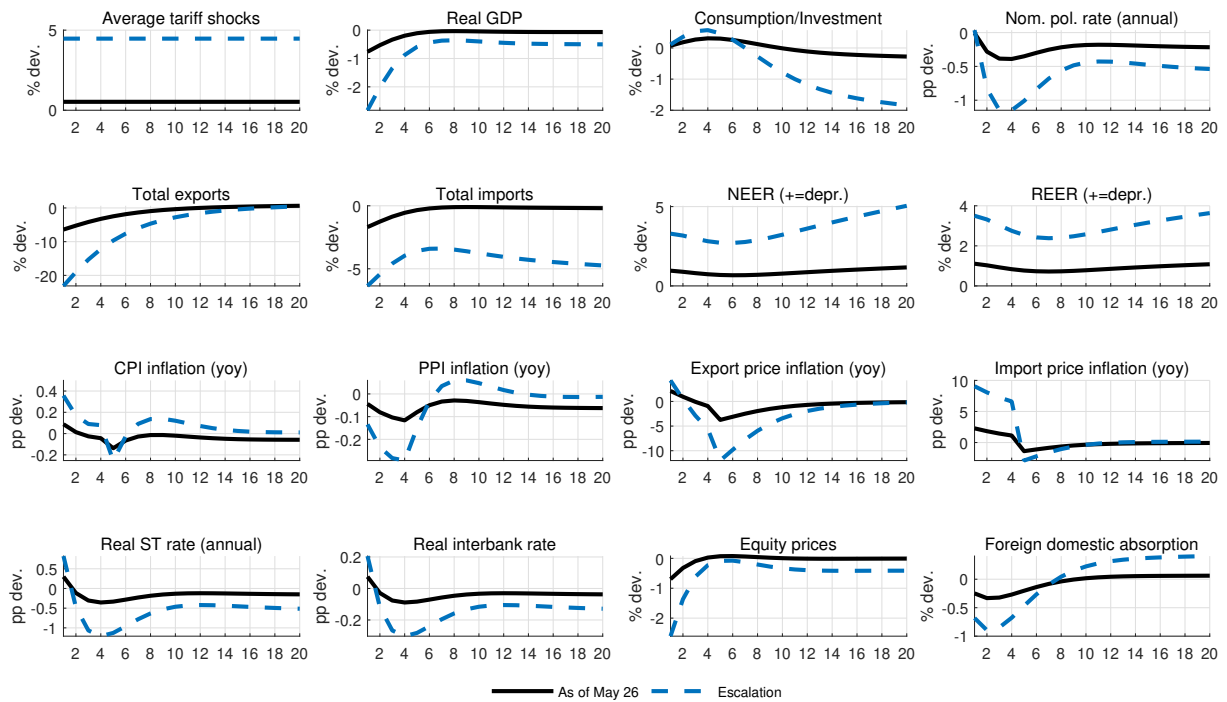 Average tariff shocks
% dev.
5
0
2 4 6 8 10 12 14 16 18 20
Real GDP
% dev.
0
-1
-2
2 4 6 8 10 12 14 16 18 20
Consumption/Investment
% dev.
0
-1
-2
2 4 6 8 10 12 14 16 18 20
Nom. pol. rate (annual)
pp dev.
0
-0.5
-1
2 4 6 8 10 12 14 16 18 20
Total exports
% dev.
0
-10
-20
2 4 6 8 10 12 14 16 18 20
Total imports
% dev.
0
-5
2 4 6 8 10 12 14 16 18 20
NEER (+=depr.)
% dev.
5
0
2 4 6 8 10 12 14 16 18 20
REER (+=depr.)
% dev.
4
2
0
2 4 6 8 10 12 14 16 18 20
CPI inflation (yoy)
pp dev.
0.4
0.2
0
-0.2
2 4 6 8 10 12 14 16 18 20
PPI inflation (yoy)
pp dev.
0
-0.1
-0.2
2 4 6 8 10 12 14 16 18 20
Export price inflation (yoy)
pp dev.
0
-5
-10
2 4 6 8 10 12 14 16 18 20
Import price inflation (yoy)
pp dev.
10
5
0
2 4 6 8 10 12 14 16 18 20
Real ST rate (annual)
pp dev.
0.5
0
-0.5
-1
2 4 6 8 10 12 14 16 18 20
Real interbank rate
pp dev.
0.2
0
-0.2
2 4 6 8 10 12 14 16 18 20
Equity prices
% dev.
0
-1
-2
2 4 6 8 10 12 14 16 18 20
Foreign domestic absorption
% dev.
0
-0.5
-1
2 4 6 8 10 12 14 16 18 20
As of May 26
Escalation